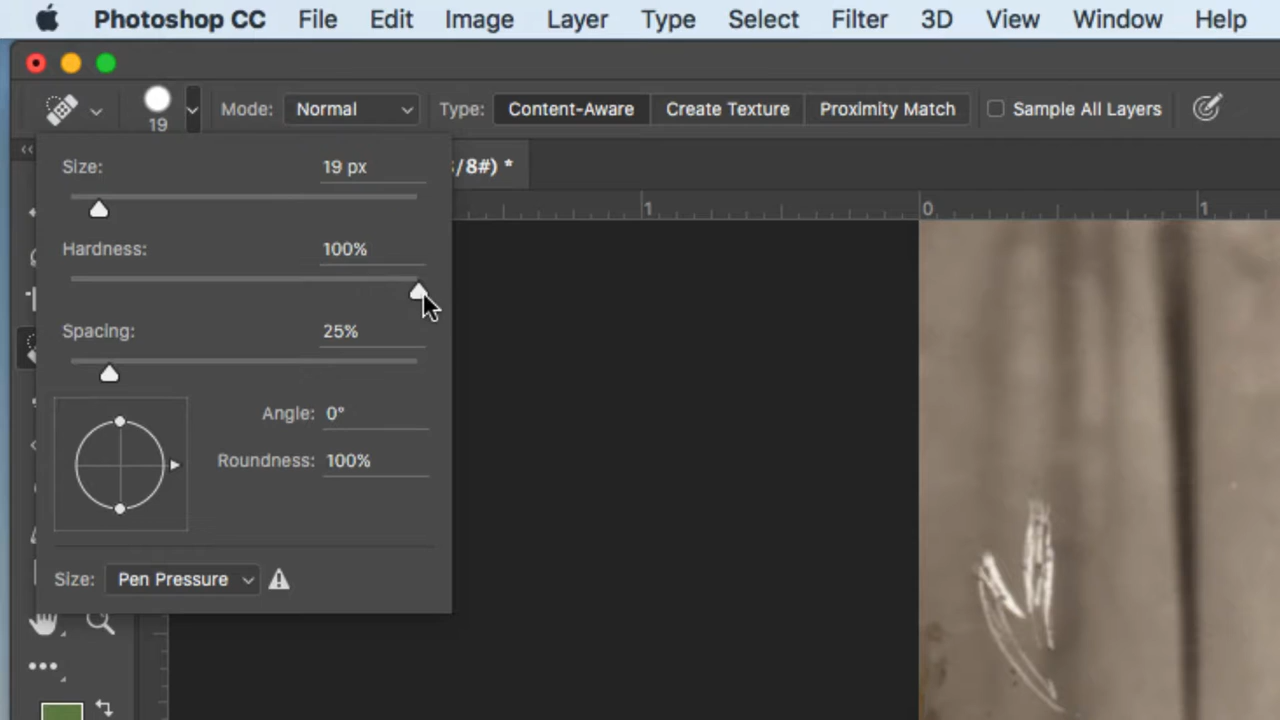 Photoshop CC File Edit Image Layer Type Select Filter 3D View Window Help
19 Mode: Normal Type: Content-Aware Create Texture Proximity Match Sample All Layers
Size: 19 px
/8#) *
1 0 1
Hardness: 100%
Spacing: 25%
Angle: 0°
Roundness: 100%
Size: Pen Pressure